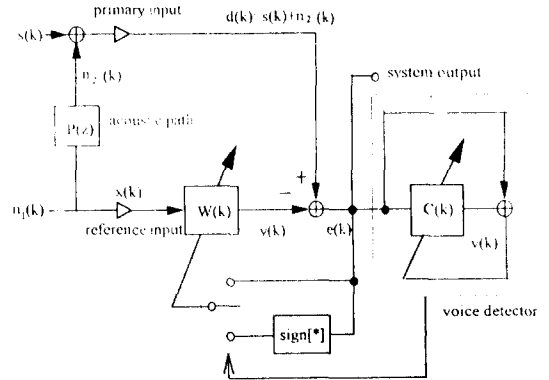 primary input
d(k)  s(k)+n₂(k)
s(k)
n₂(k)
system output
P(z)
acoustic path
x(k)
W(k)
C(k)
n₁(k)
reference input
v(k)
e(k)
v(k)
voice detector
sign[*]
+
−